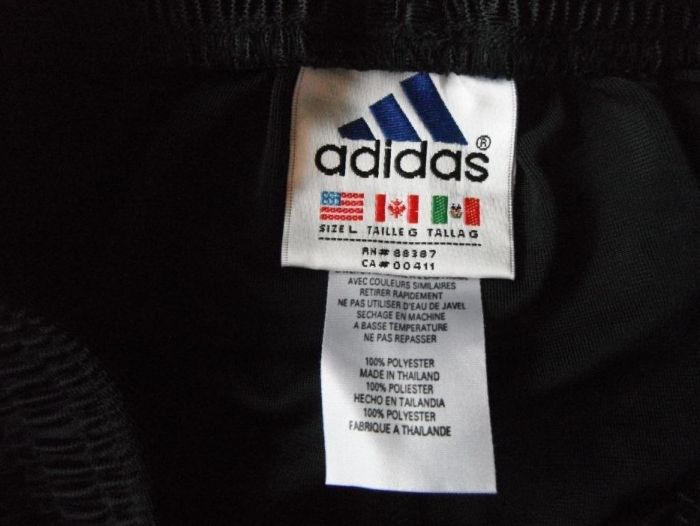 adidas®
SIZE L TAILLE G TALLA G
RN# 88387
CA# 00411
AVEC COULEURS SIMILAIRES
RETIRER RAPIDEMENT
NE PAS UTILISER D'EAU DE JAVEL
SECHAGE EN MACHINE
A BASSE TEMPERATURE
NE PAS REPASSER
100% POLYESTER
MADE IN THAILAND
100% POLIESTER
HECHO EN TAILANDIA
100% POLYESTER
FABRIQUE A THAILANDE